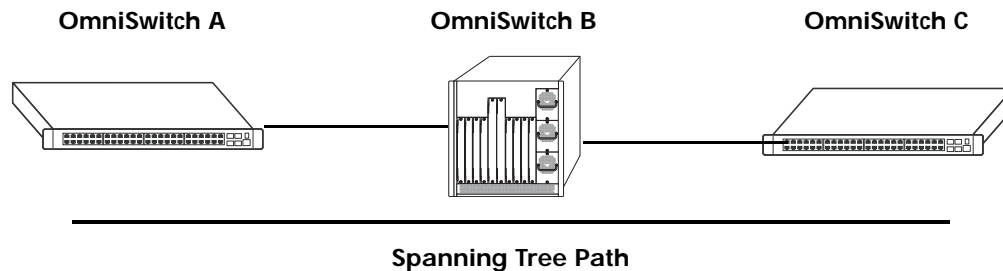 OmniSwitch A
OmniSwitch B
OmniSwitch C
Spanning Tree Path